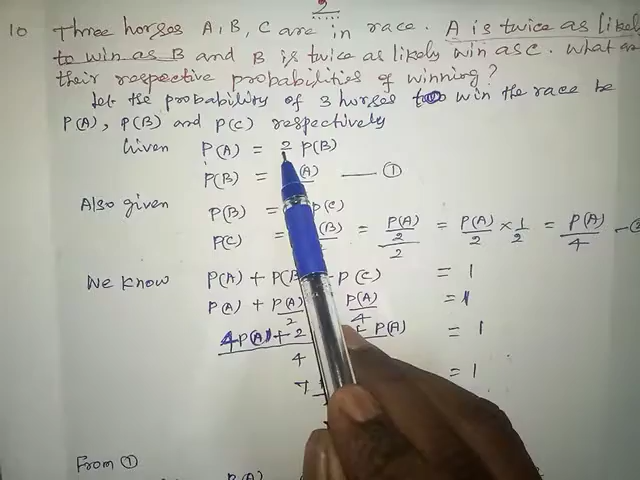 2
10 Three horses A, B, C are in race. A is twice as likely
to win as B and B is twice as likely win as C. What are
their respective probabilities of winning?
Let the probability of 3 horses to win the race be
P(A), P(B) and P(C) respectively
Given P(A) = 2 P(B)
P(B) = (A) —— ①
Also given P(B) = P(C)
P(C) = (B) = P(A)/2 / 2 = P(A)/2 × 1/2 = P(A)/4 —②
We know P(A) + P(B P(C) = 1
P(A) + P(A)/2 P(A)/4 = 1
4P(A) + 2 + P(A) / 4 = 1
7 = 1
From ①